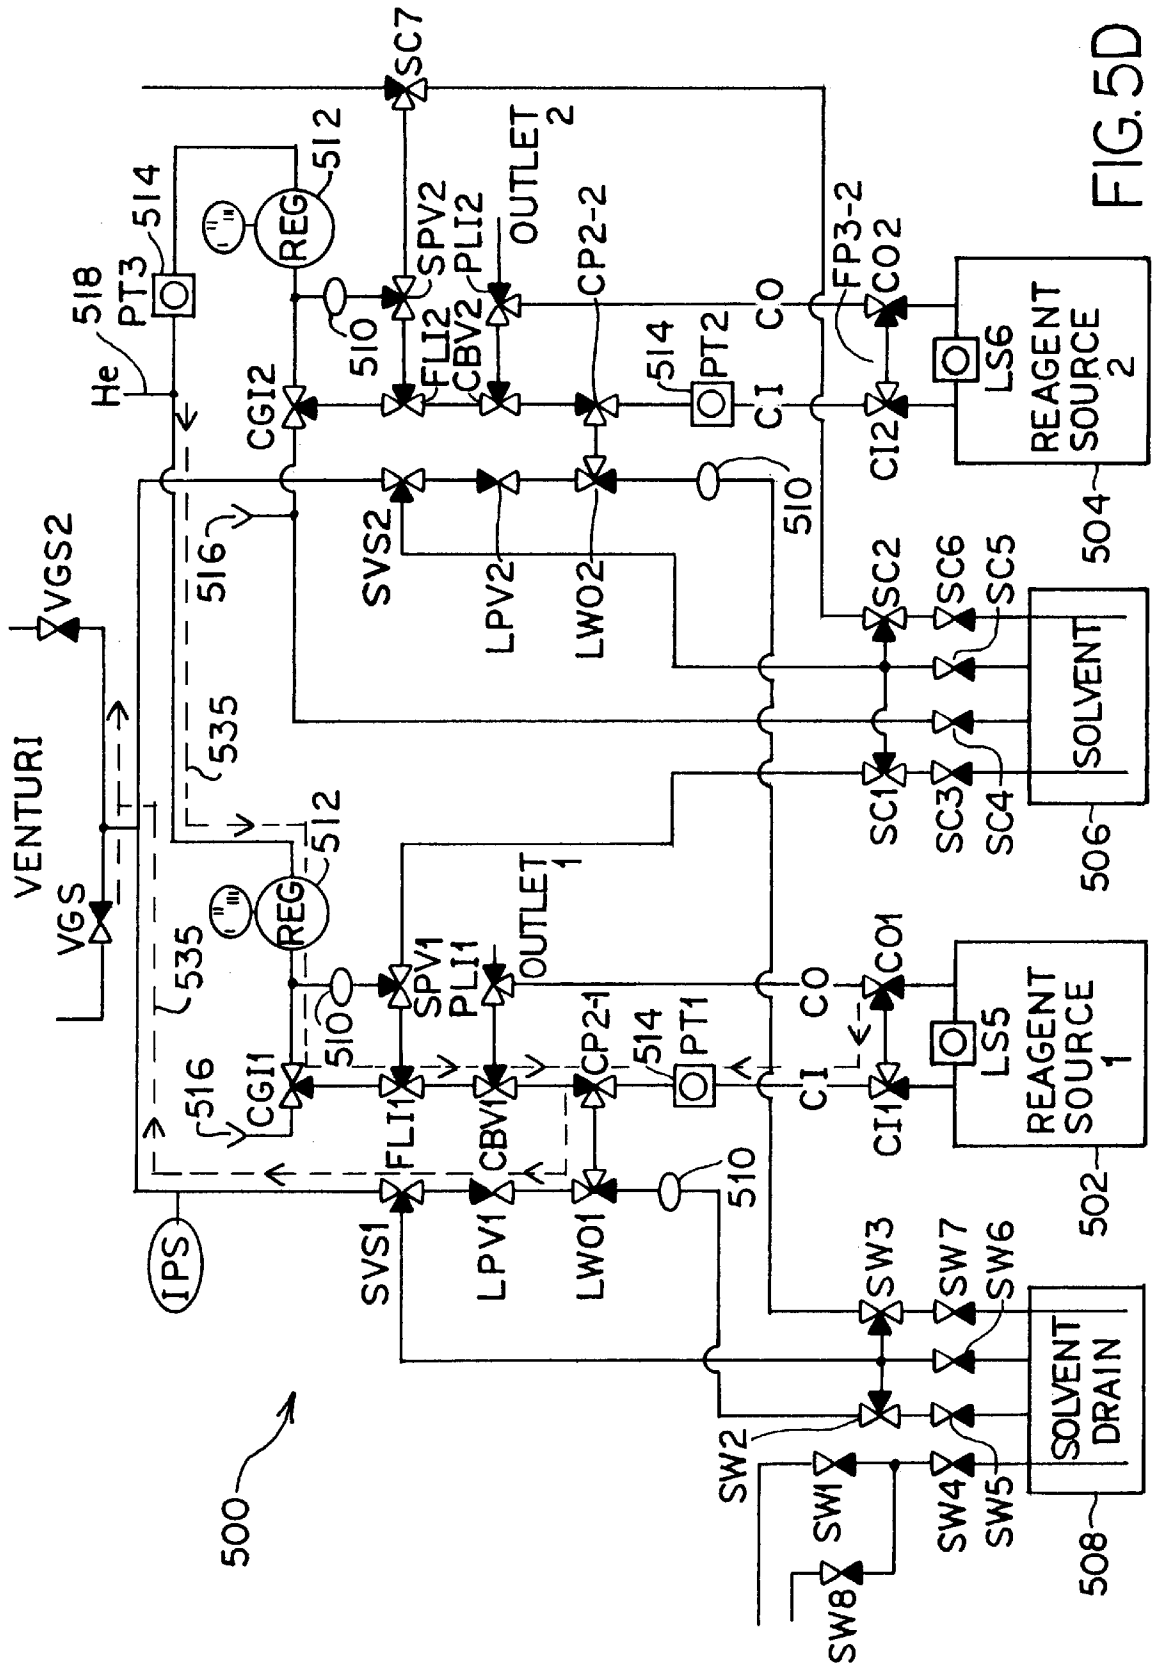 FIG. 5D
500
VENTURI
VGS
VGS2
He
518
PT3
514
512
REG
SC7
IPS
535
516
CGI1
REG
512
535
516
CGI2
510
510
SVS1
FLI1
SPV1
PLI1
OUTLET
1
LPV1
CBV1
LWO1
CP2-1
514
PT1
510
SVS2
FLI2
SPV2
CBV2
PLI2
OUTLET
2
LPV2
LWO2
CP2-2
514
PT2
510
CI
CO
CI
CO
FP3-2
CI1
CO1
CI2
CO2
SW1
SW2
SW3
SW8
SW4
SW5
SW7
SW6
SC1
SC2
SC3
SC4
SC6
SC5
LS5
LS6
SOLVENT
DRAIN
508
REAGENT
SOURCE
1
502
SOLVENT
506
REAGENT
SOURCE
2
504